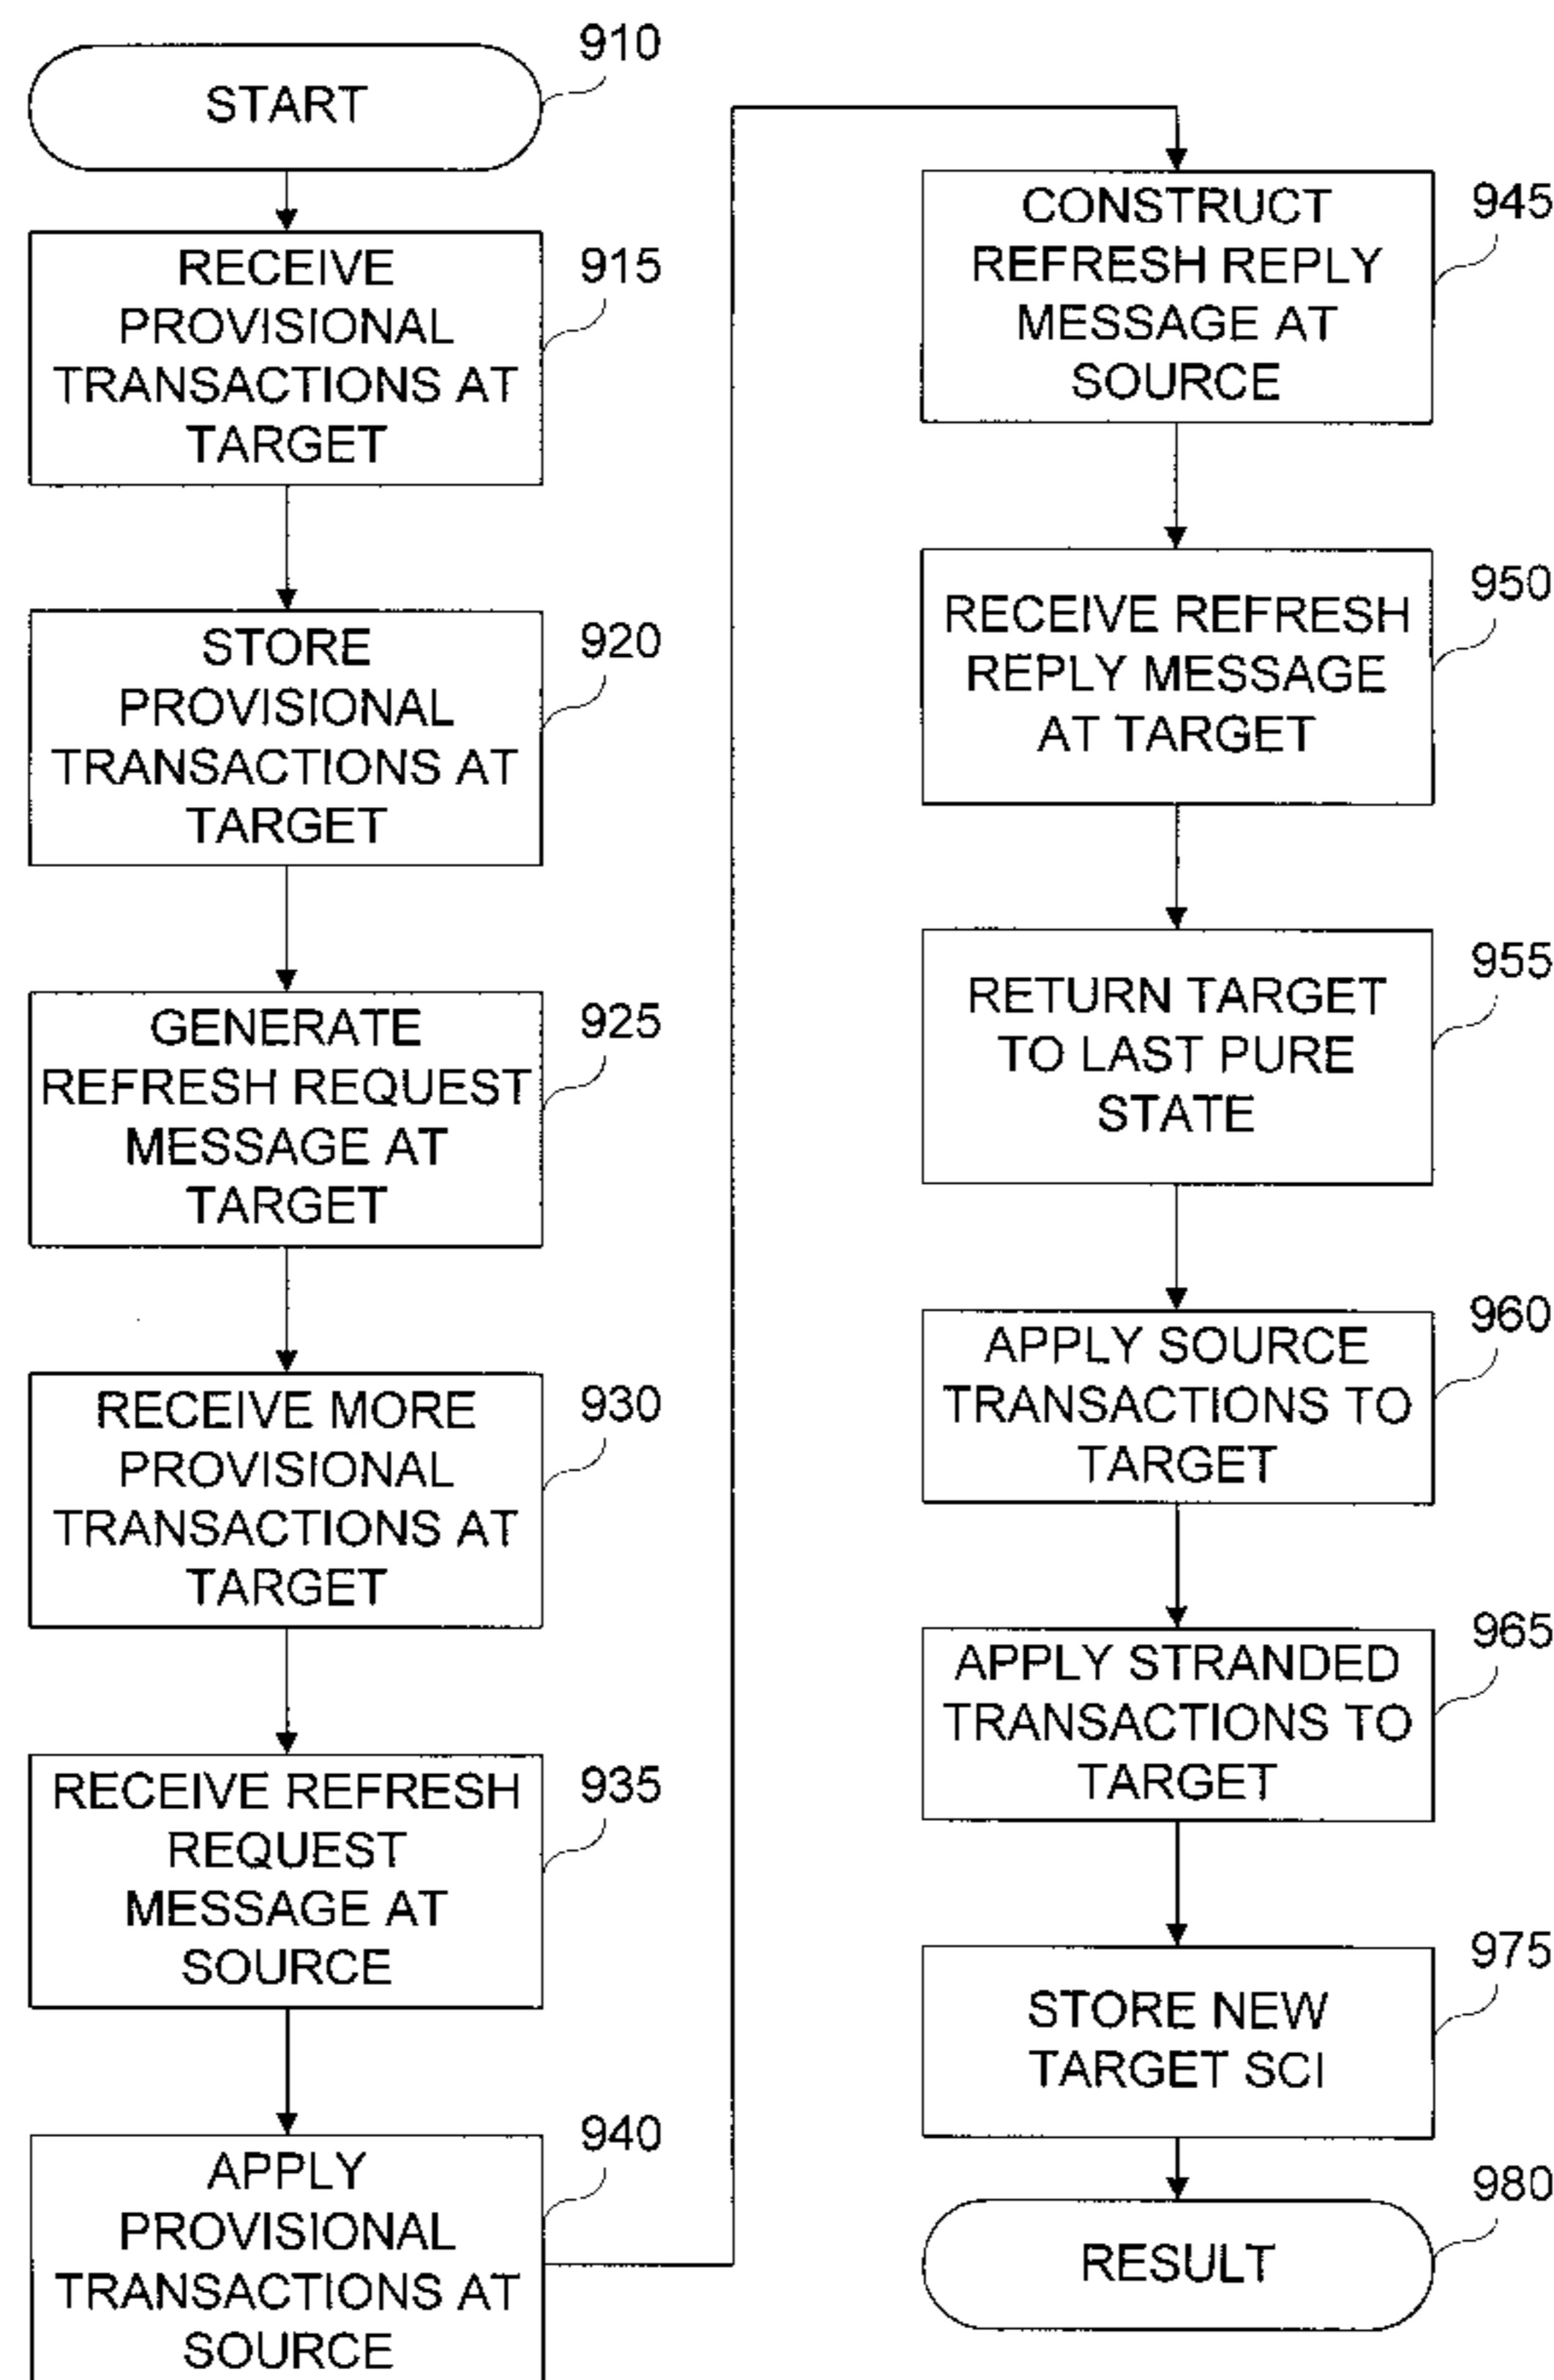 START
910
RECEIVE
PROVISIONAL
TRANSACTIONS AT
TARGET
915
STORE
PROVISIONAL
TRANSACTIONS AT
TARGET
920
GENERATE
REFRESH REQUEST
MESSAGE AT
TARGET
925
RECEIVE MORE
PROVISIONAL
TRANSACTIONS AT
TARGET
930
RECEIVE REFRESH
REQUEST
MESSAGE AT
SOURCE
935
APPLY
PROVISIONAL
TRANSACTIONS AT
SOURCE
940
CONSTRUCT
REFRESH REPLY
MESSAGE AT
SOURCE
945
RECEIVE REFRESH
REPLY MESSAGE
AT TARGET
950
RETURN TARGET
TO LAST PURE
STATE
955
APPLY SOURCE
TRANSACTIONS TO
TARGET
960
APPLY STRANDED
TRANSACTIONS TO
TARGET
965
STORE NEW
TARGET SCI
975
RESULT
980